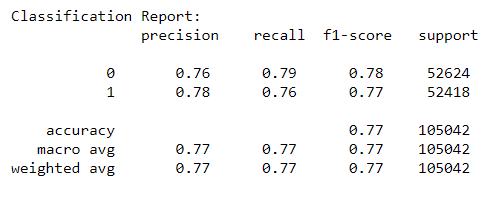 Classification Report:
              precision    recall  f1-score   support

           0       0.76      0.79      0.78     52624
           1       0.78      0.76      0.77     52418

    accuracy                           0.77    105042
   macro avg       0.77      0.77      0.77    105042
weighted avg       0.77      0.77      0.77    105042